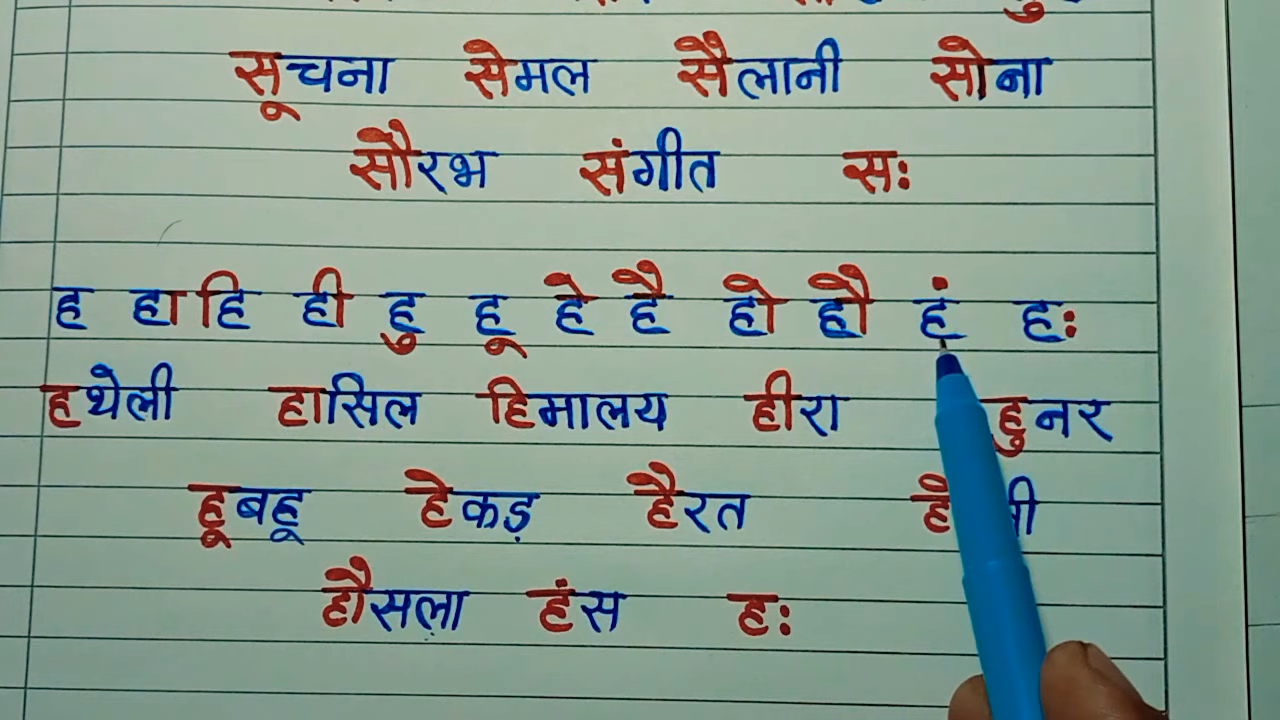 सूचना सेमल सैलानी सोना
सौरभ संगीत सः
ह हा हि ही हु हू हे है हो हौ हं हः
हथेली हासिल हिमालय हीरा हुनर
हूबहू हेकड़ हैरत
हौसला हंस हः